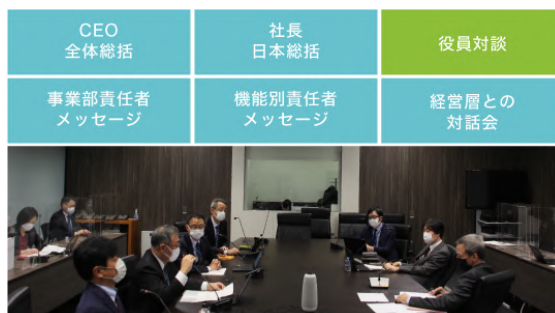 CEO
全体総括
社長
日本総括
役員対談
事業部責任者
メッセージ
機能別責任者
メッセージ
経営層との
対話会